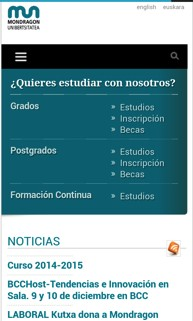 MONDRAGON
UNIBERTSITATEA
english euskara
¿Quieres estudiar con nosotros?
Grados
» Estudios
» Inscripción
» Becas
Postgrados
» Estudios
» Inscripción
» Becas
Formación Continua
» Estudios
NOTICIAS
Curso 2014-2015
BCCHost-Tendencias e Innovación en
Sala. 9 y 10 de diciembre en BCC
LABORAL Kutxa dona a Mondragon